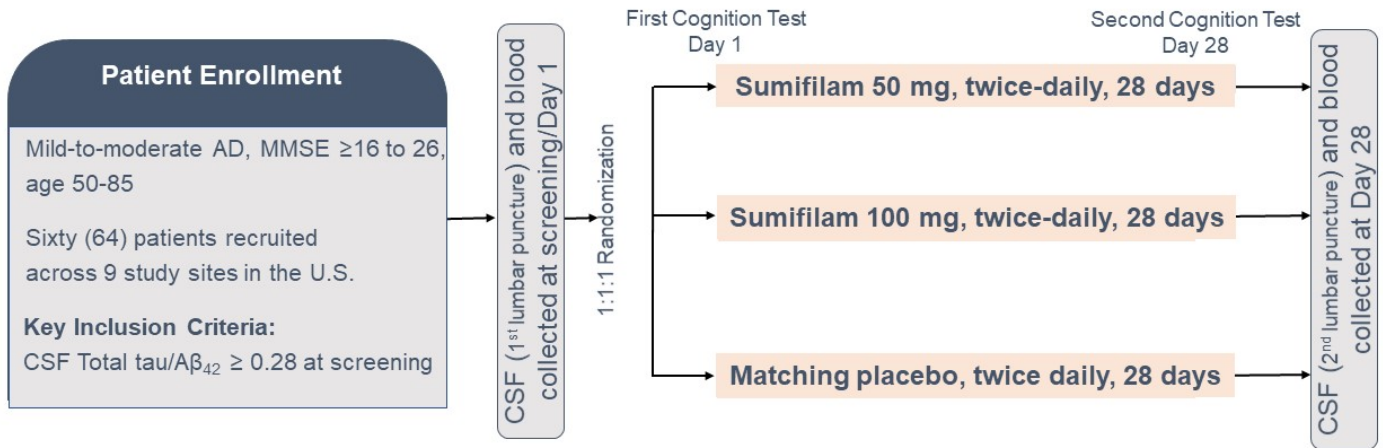 Patient Enrollment
Mild-to-moderate AD, MMSE ≥16 to 26,
age 50-85
Sixty (64) patients recruited
across 9 study sites in the U.S.
Key Inclusion Criteria:
CSF Total tau/Aβ42 ≥ 0.28 at screening
CSF (1st lumbar puncture) and blood
collected at screening/Day 1
1:1:1 Randomization
First Cognition Test
Day 1
Second Cognition Test
Day 28
Sumifilam 50 mg, twice-daily, 28 days
Sumifilam 100 mg, twice-daily, 28 days
Matching placebo, twice daily, 28 days
CSF (2nd lumbar puncture) and blood
collected at Day 28